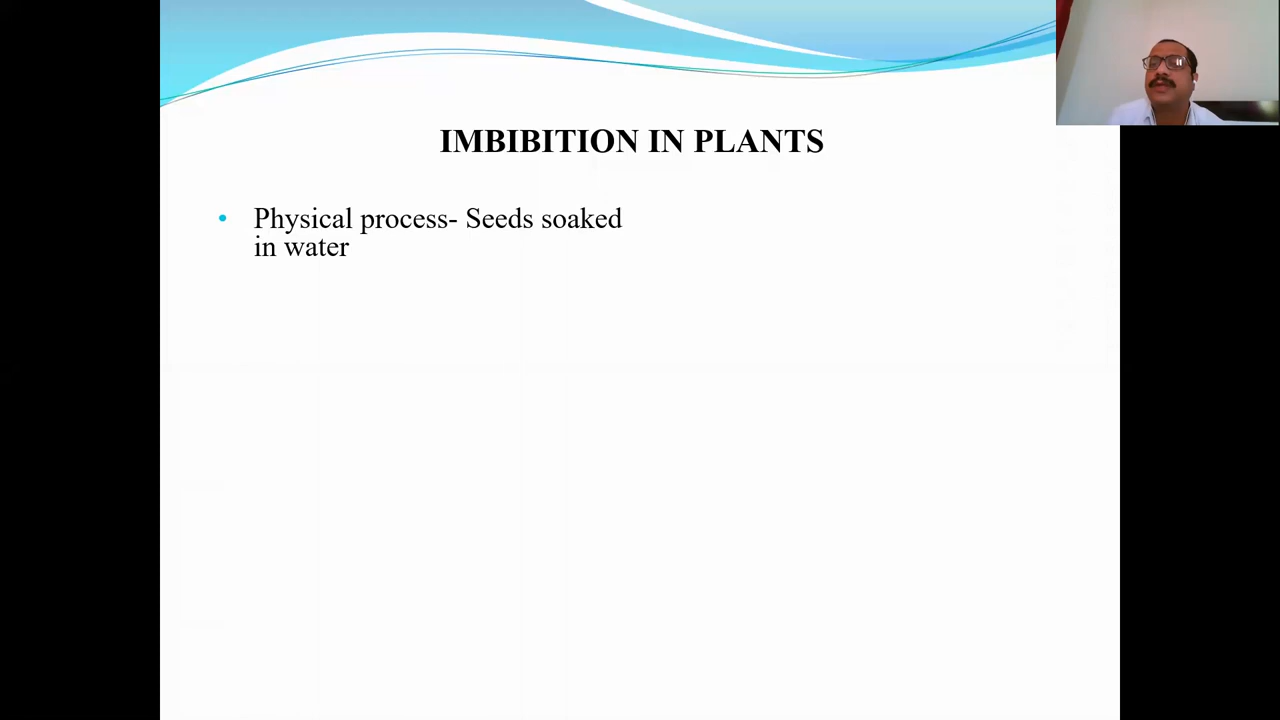 IMBIBITION IN PLANTS
• Physical process- Seeds soaked
in water